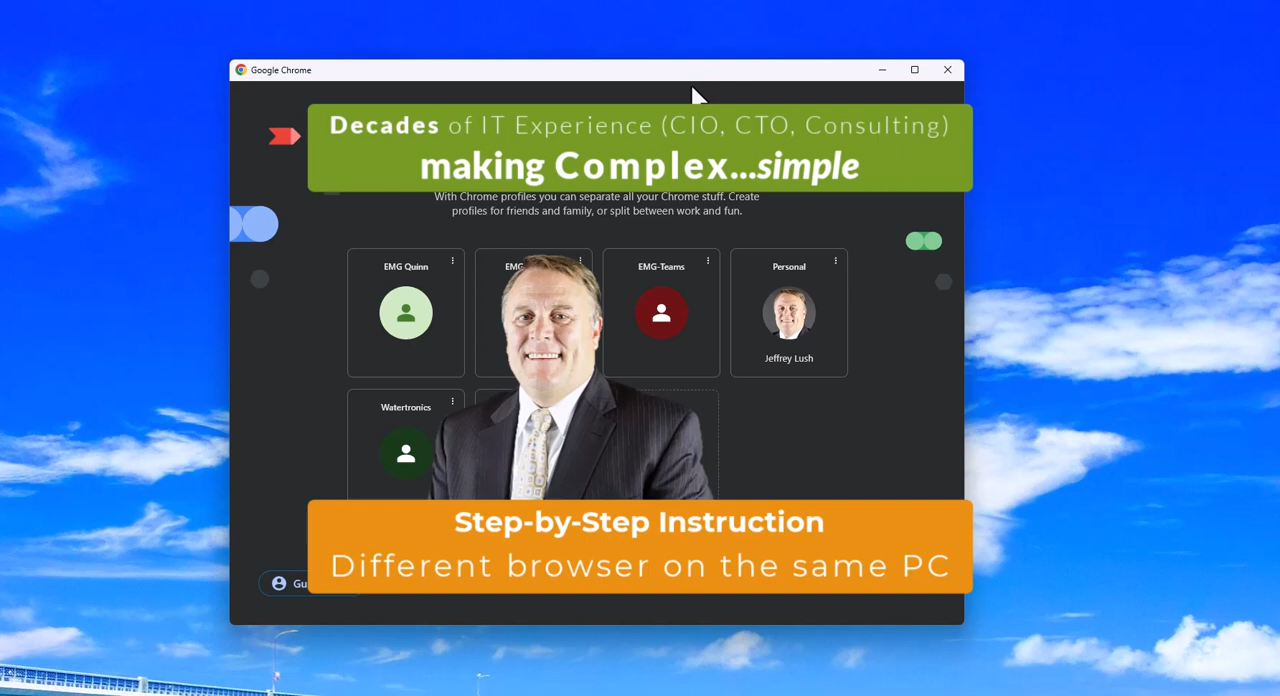 Google Chrome
Decades of IT Experience (CIO, CTO, Consulting)
making Complex...simple
With Chrome profiles you can separate all your Chrome stuff. Create
profiles for friends and family, or split between work and fun.
EMG Quinn
EMG
EMG-Teams
Personal
Jeffrey Lush
Watertronics
Step-by-Step Instruction
Different browser on the same PC